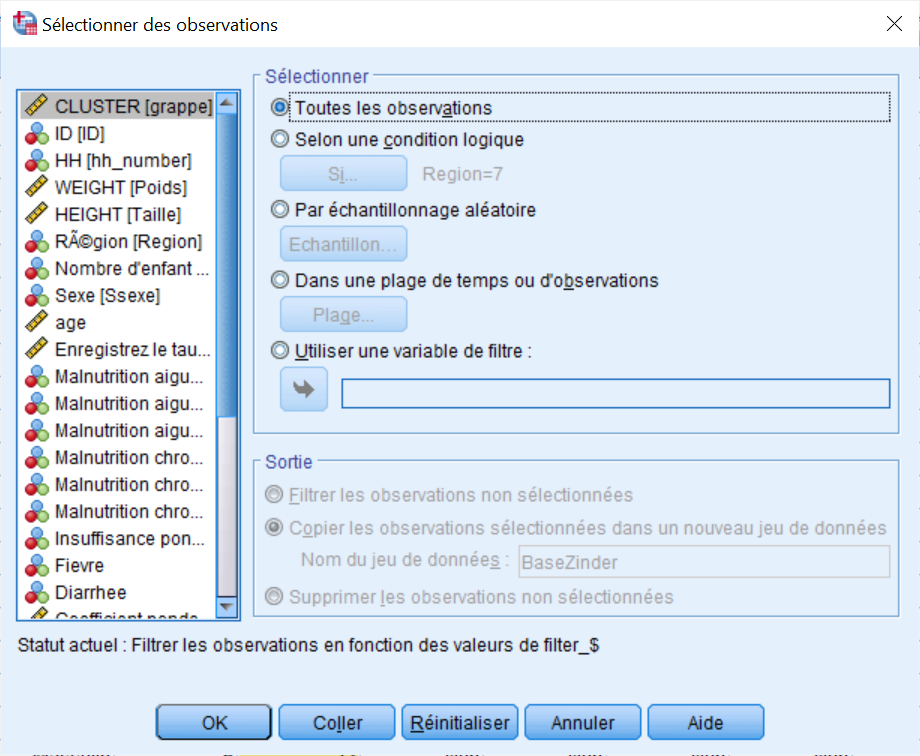 Sélectionner des observations
CLUSTER [grappe]
ID [ID]
HH [hh_number]
WEIGHT [Poids]
HEIGHT [Taille]
RÃ©gion [Region]
Nombre d'enfant ...
Sexe [Ssexe]
age
Enregistrez le tau...
Malnutrition aigu...
Malnutrition aigu...
Malnutrition aigu...
Malnutrition chro...
Malnutrition chro...
Malnutrition chro...
Insuffisance pon...
Fievre
Diarrhee
Sélectionner
Toutes les observations
Selon une condition logique
Si... Region=7
Par échantillonnage aléatoire
Echantillon...
Dans une plage de temps ou d'observations
Plage...
Utiliser une variable de filtre :
Sortie
Filtrer les observations non sélectionnées
Copier les observations sélectionnées dans un nouveau jeu de données
Nom du jeu de données : BaseZinder
Supprimer les observations non sélectionnées
Statut actuel : Filtrer les observations en fonction des valeurs de filter_$
OK Coller Réinitialiser Annuler Aide